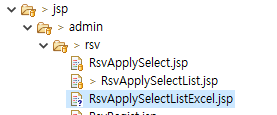 > jsp
> admin
> rsv
RsvApplySelect.jsp
> RsvApplySelectList.jsp
RsvApplySelectListExcel.jsp